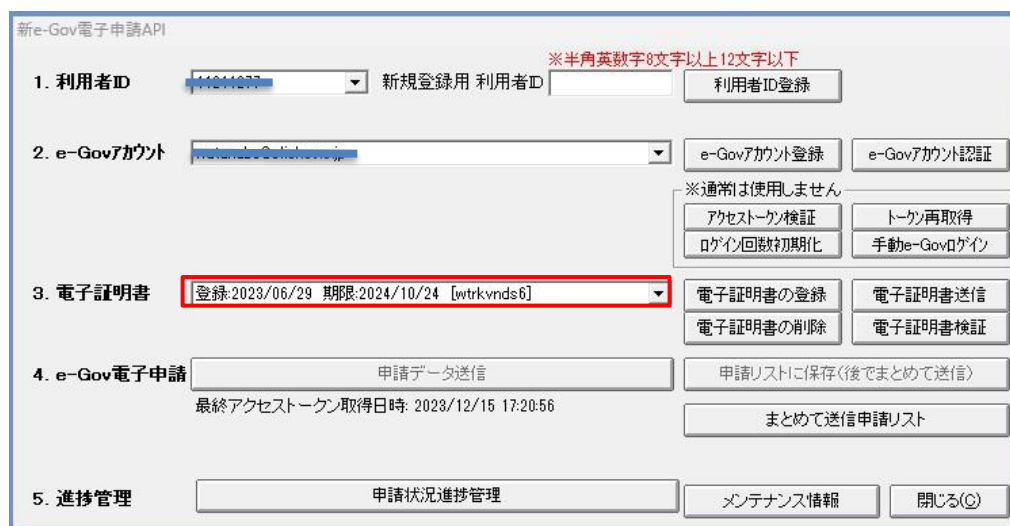 新e-Gov電子申請API
※半角英数字8文字以上12文字以下
1. 利用者ID 新規登録用 利用者ID 利用者ID登録
2. e-Govアカウント e-Govアカウント登録 e-Govアカウント認証
※通常は使用しません
アクセストークン検証 トークン再取得
ログイン回数初期化 手動e-Govログイン
3. 電子証明書 登録:2023/06/29 期限:2024/10/24 [wtrkvnds6] 電子証明書の登録 電子証明書送信
電子証明書の削除 電子証明書検証
4. e-Gov電子申請 申請データ送信 申請リストに保存(後でまとめて送信)
最終アクセストークン取得日時: 2023/12/15 17:20:56
まとめて送信申請リスト
5. 進捗管理 申請状況進捗管理 メンテナンス情報 閉じる(C)